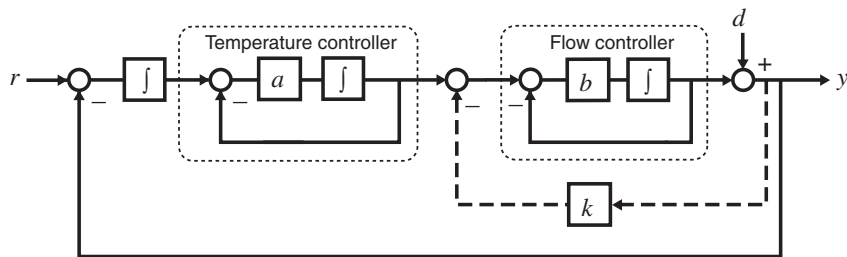 d
Temperature controller
Flow controller
r
−
∫
−
a
∫
−
−
b
∫
+
y
k